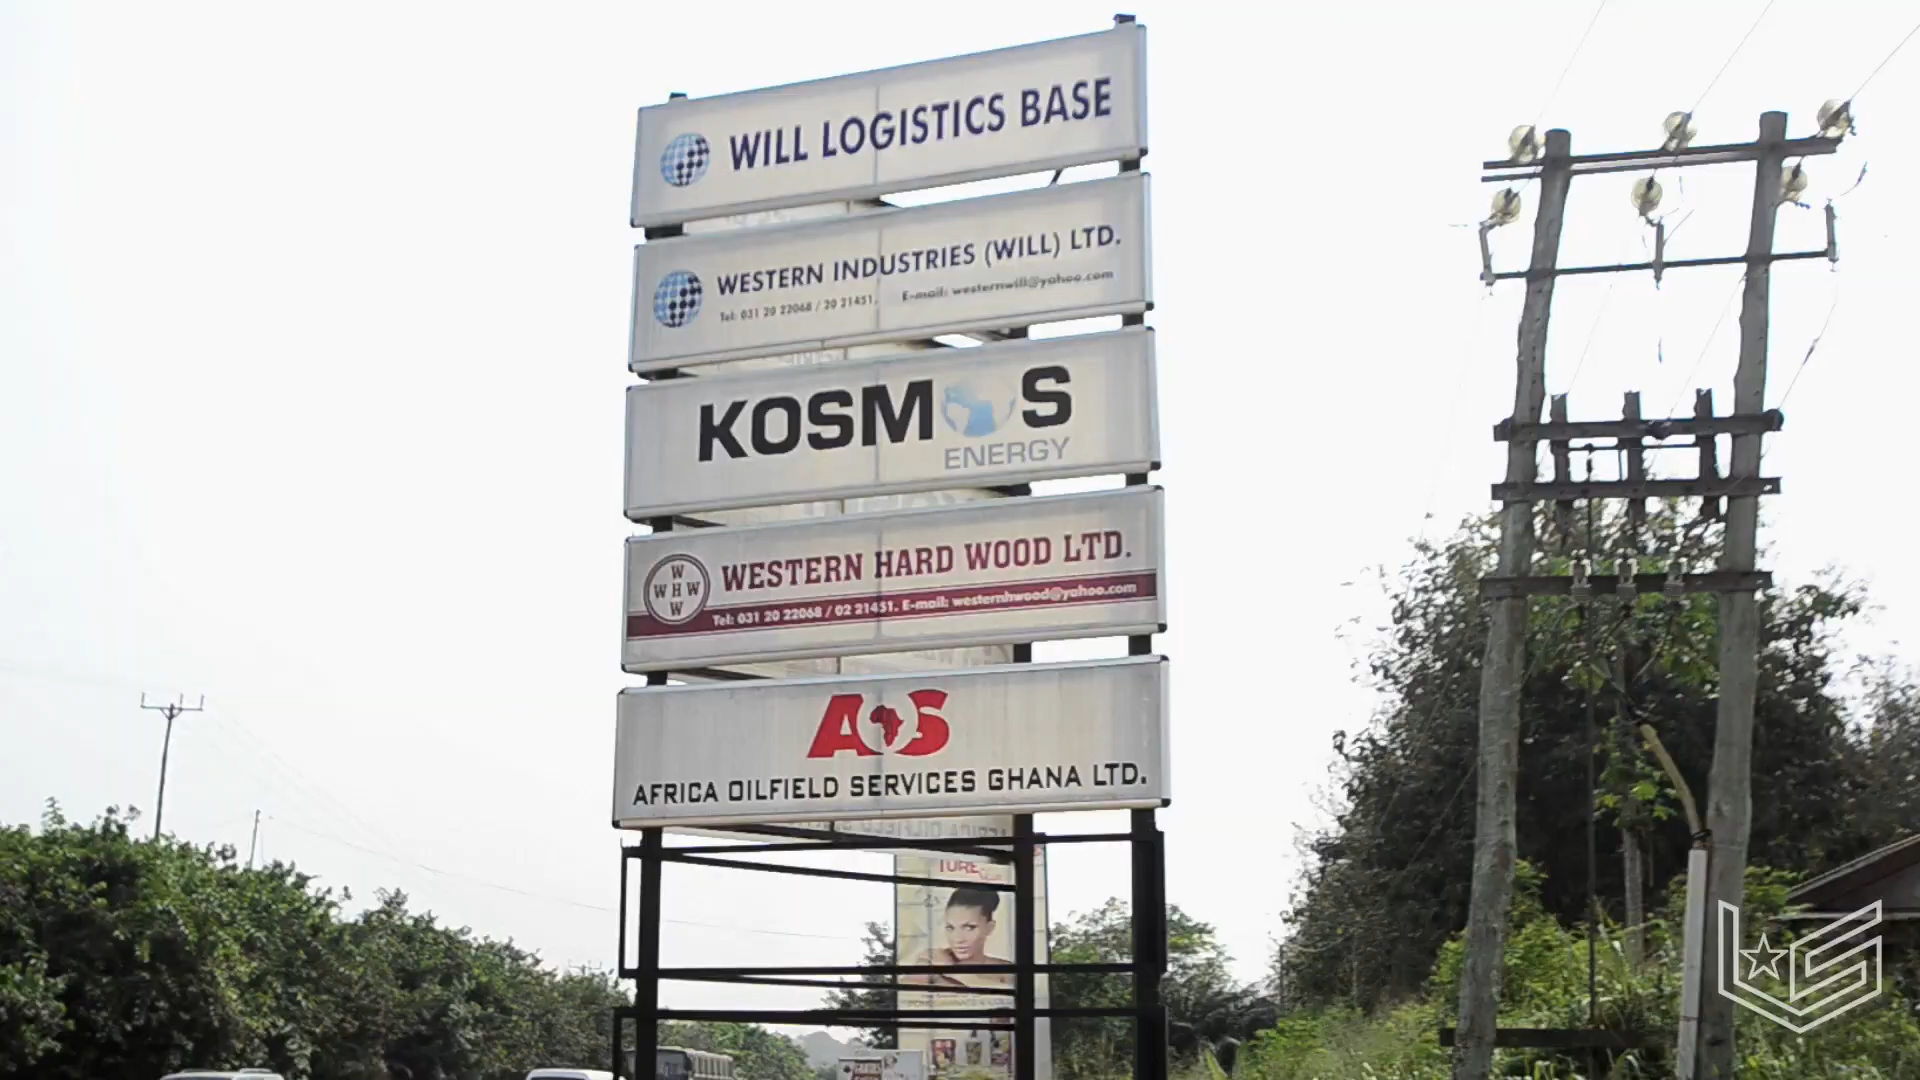 WILL LOGISTICS BASE
WESTERN INDUSTRIES (WILL) LTD.
Tel: 031 20 22068 / 20 21451. E-mail: westernwill@yahoo.com
KOSMOS
ENERGY
WESTERN HARD WOOD LTD.
W
W H W
W
Tel: 031 20 22068 / 02 21451. E-mail: westernhwood@yahoo.com
AOS
AFRICA OILFIELD SERVICES GHANA LTD.
TURE
LS